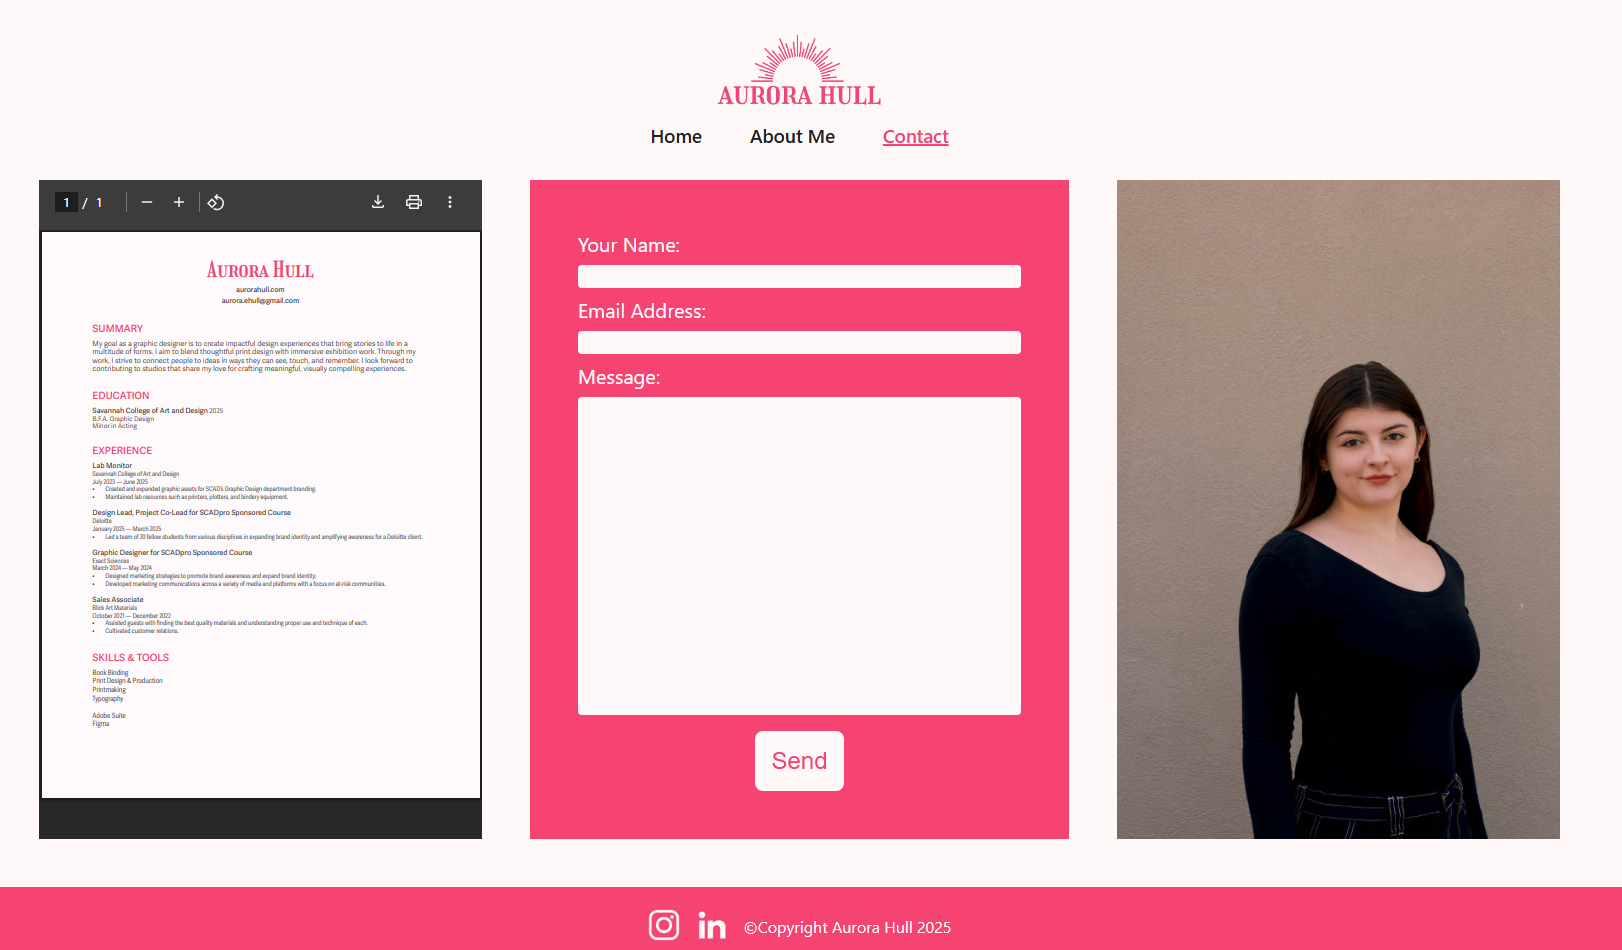 AURORA HULL
Home About Me Contact
1 / 1
AURORA HULL
aurorahull.com
aurora.ehull@gmail.com
SUMMARY
My goal as a graphic designer is to create impactful design experiences that bring stories to life in a
multitude of forms. I aim to blend thoughtful print design with immersive exhibition work. Through my
work, I strive to connect people to ideas in ways they can see, touch, and remember. I look forward to
contributing to studios that share my love for crafting meaningful, visually compelling experiences.
EDUCATION
Savannah College of Art and Design 2025
B.F.A. Graphic Design
Minor in Acting
EXPERIENCE
Lab Monitor
Savannah College of Art and Design
July 2023 — June 2025
• Created and expanded graphic assets for SCAD's Graphic Design department branding.
• Maintained lab resources such as printers, plotters, and bindery equipment.
Design Lead, Project Co-Lead for SCADpro Sponsored Course
Deloitte
January 2025 — March 2025
• Led a team of 20 fellow students from various disciplines in expanding brand identity and amplifying awareness for a Deloitte client.
Graphic Designer for SCADpro Sponsored Course
Exact Sciences
March 2024 — May 2024
• Designed marketing strategies to promote brand awareness and expand brand identity.
• Developed marketing communications across a variety of media and platforms with a focus on at-risk communities.
Sales Associate
Blick Art Materials
October 2021 — December 2022
• Assisted guests with finding the best quality materials and understanding proper use and technique of each.
• Cultivated customer relations.
SKILLS & TOOLS
Book Binding
Print Design & Production
Printmaking
Typography
Adobe Suite
Figma
Your Name:
Email Address:
Message:
Send
in
©Copyright Aurora Hull 2025